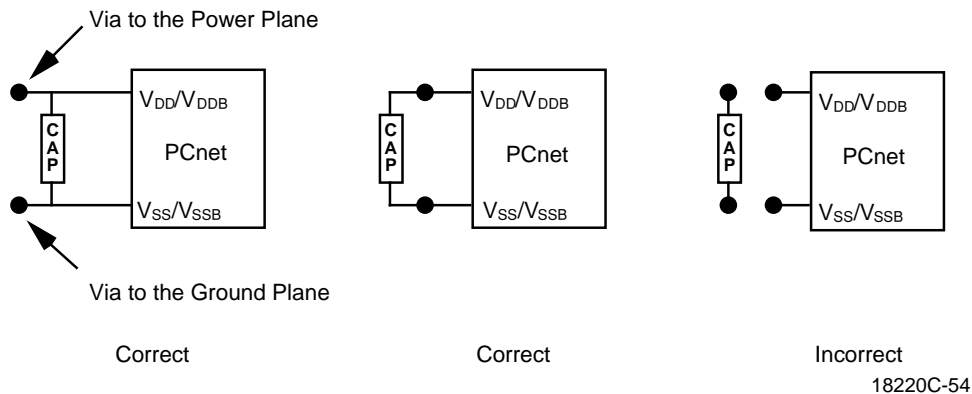 Via to the Power Plane
VDD/VDDB
CAP
PCnet
VSS/VSSB
Via to the Ground Plane
Correct
VDD/VDDB
CAP
PCnet
VSS/VSSB
Correct
VDD/VDDB
CAP
PCnet
VSS/VSSB
Incorrect
18220C-54